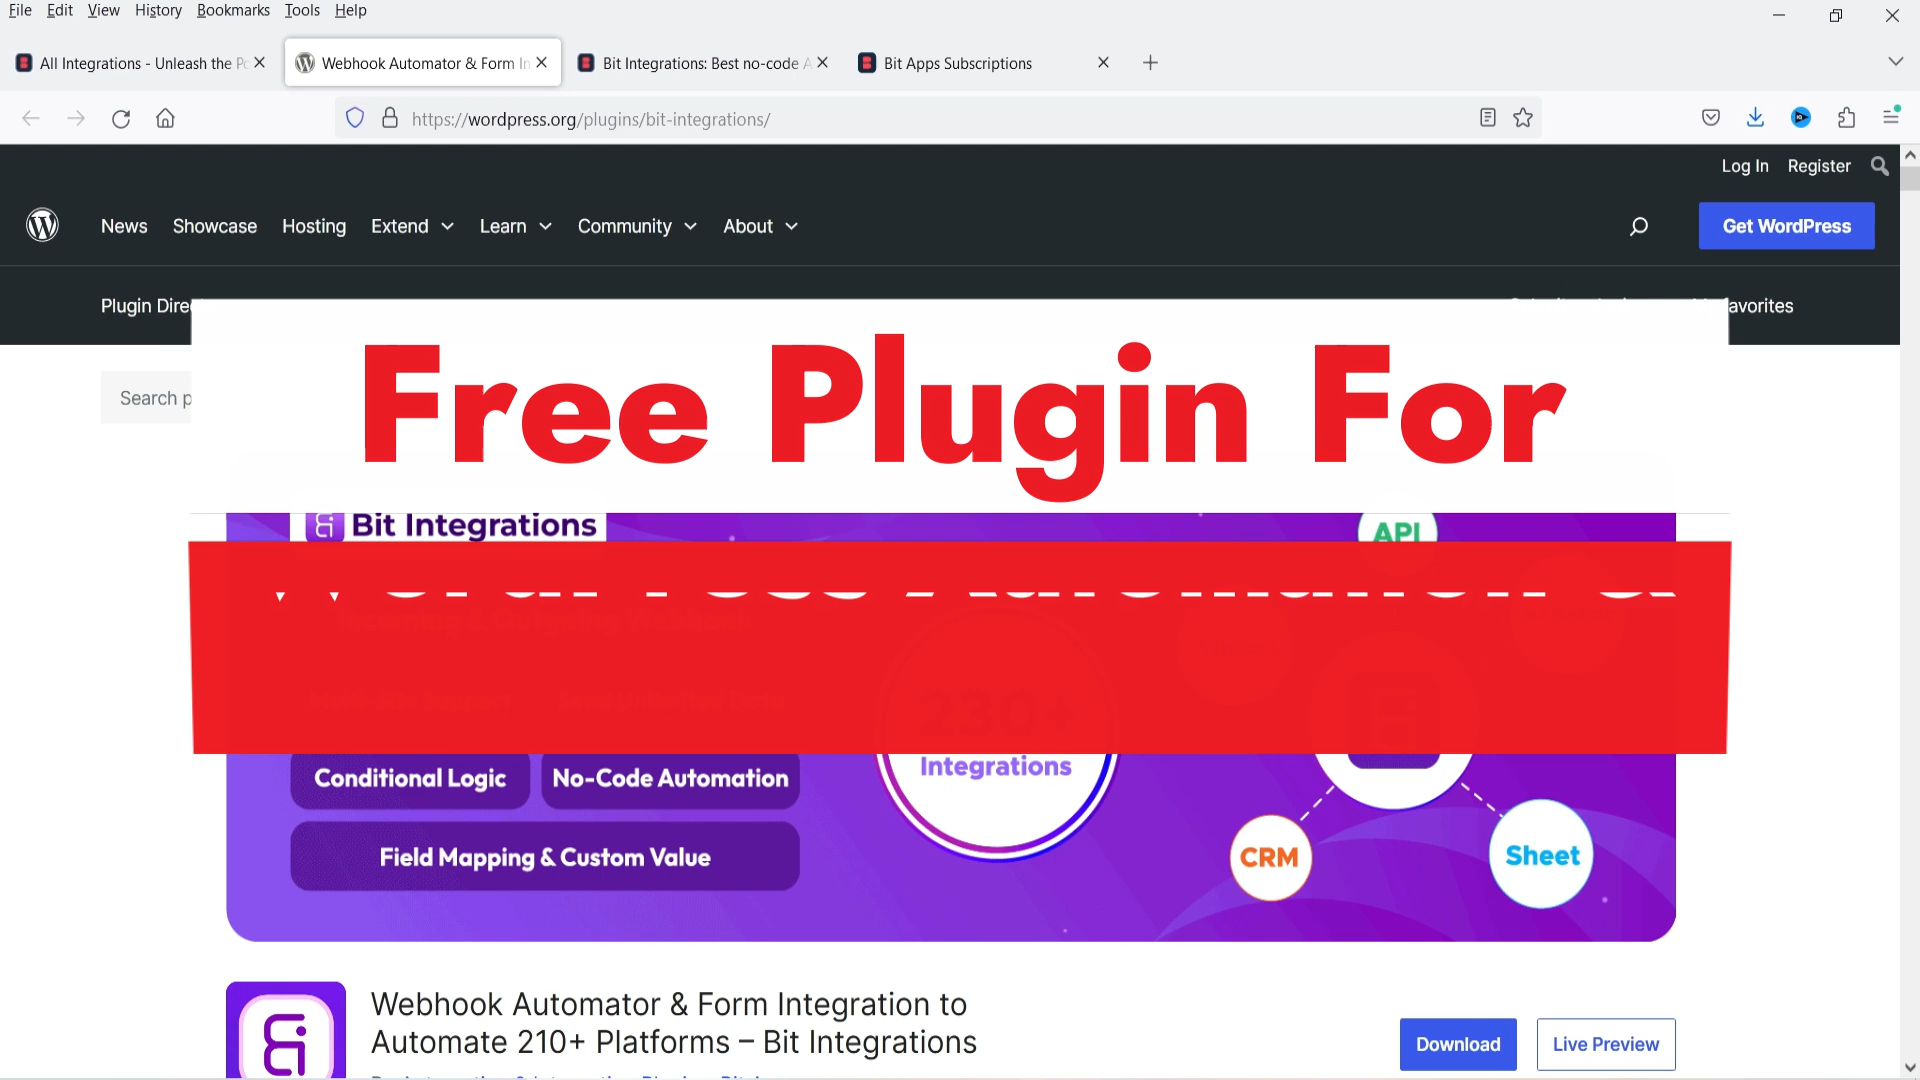 File Edit View History Bookmarks Tools Help
All Integrations - Unleash the Po
Webhook Automator & Form In
Bit Integrations: Best no-code A
Bit Apps Subscriptions
https://wordpress.org/plugins/bit-integrations/
Log In Register
News Showcase Hosting Extend Learn Community About
Get WordPress
Plugin Direc
avorites
Search p
Free Plugin For
Bit Integrations
API
230+
Integrations
Conditional Logic
No-Code Automation
Field Mapping & Custom Value
CRM
Sheet
Webhook Automator & Form Integration to
Automate 210+ Platforms – Bit Integrations
Download
Live Preview